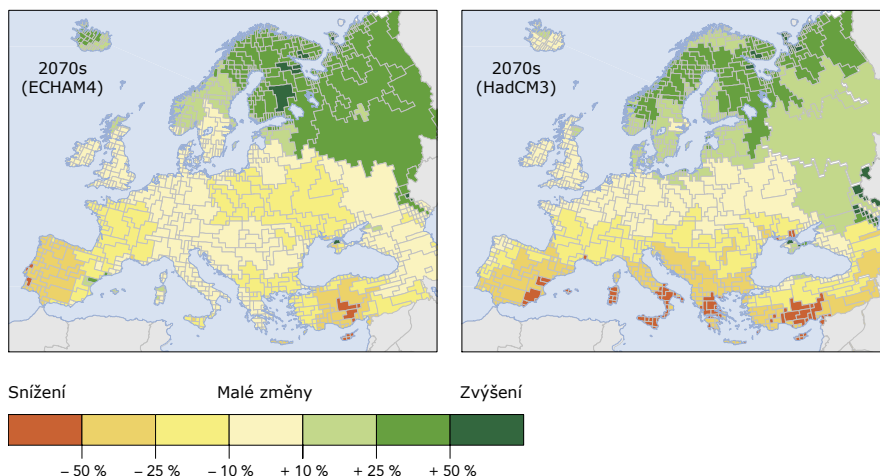 2070s
(ECHAM4)
2070s
(HadCM3)
Snížení Malé změny Zvýšení
– 50 % – 25 % – 10 % + 10 % + 25 % + 50 %